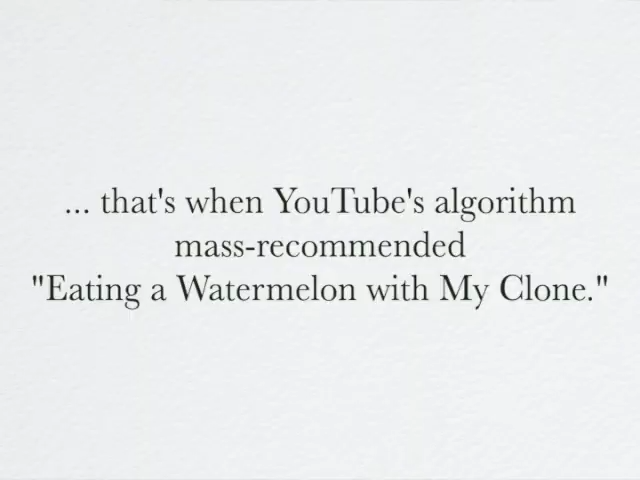 ... that's when YouTube's algorithm
mass-recommended
"Eating a Watermelon with My Clone."